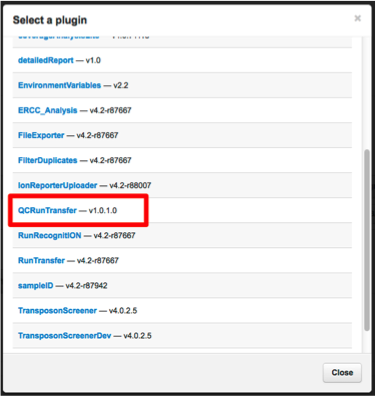 Select a plugin
×
detailedReport — v1.0
EnvironmentVariables — v2.2
ERCC_Analysis — v4.2-r87667
FileExporter — v4.2-r87667
FilterDuplicates — v4.2-r87667
IonReporterUploader — v4.2-r88007
QCRunTransfer — v1.0.1.0
RunRecognitION — v4.2-r87667
RunTransfer — v4.2-r87667
sampleID — v4.2-r87942
TransposonScreener — v4.0.2.5
TransposonScreenerDev — v4.0.2.5
Close